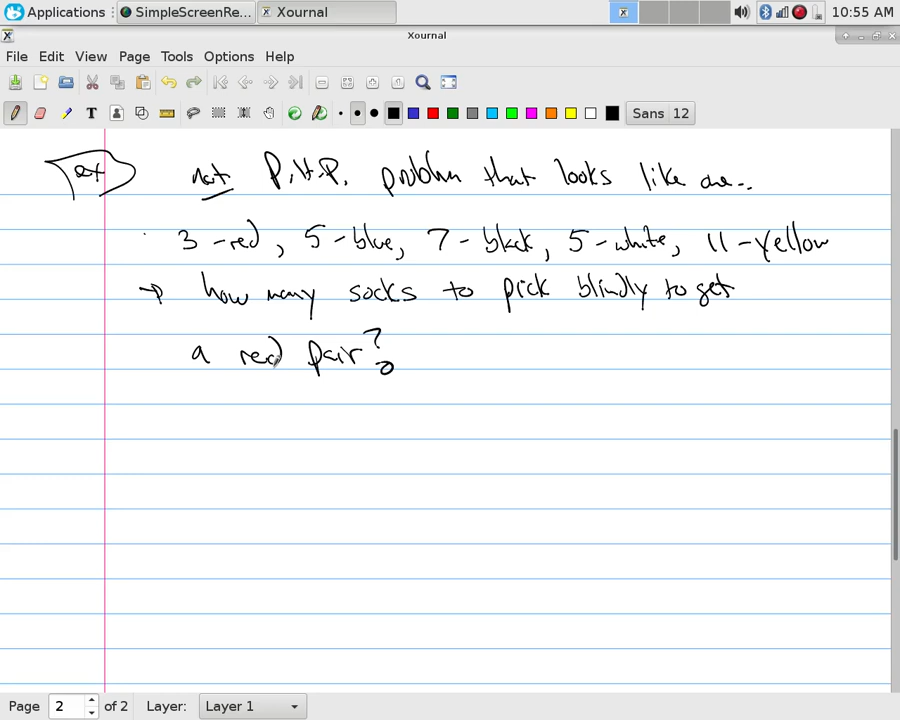 Applications SimpleScreenRe... Xournal 10:55 AM
Xournal
File Edit View Page Tools Options Help
Sans 12
ex not P.H.P. problem that looks like one..
3-red, 5-blue, 7-black, 5-white, 11-yellow
→ how many socks to pick blindly to get
a red pair?
Page 2 of 2 Layer: Layer 1